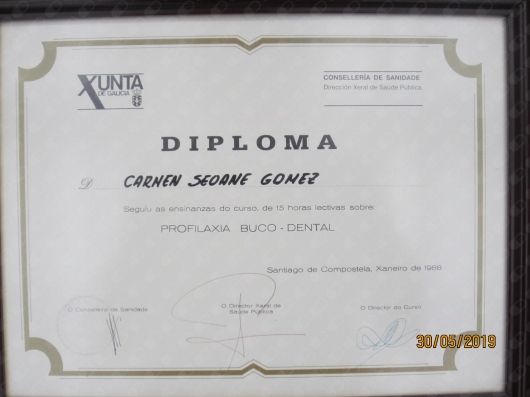 XUNTA
DE GALICIA
CONSELLERÍA DE SANIDADE
Dirección Xeral de Saúde Pública
DIPLOMA
D.
CARMEN SEOANE GOMEZ
Seguíu as ensinanzas do curso, de 15 horas lectivas sobre:
PROFILAXIA BUCO - DENTAL
Santiago de Compostela, Xaneiro de 1988
O Conselleiro de Sanidade
O Director Xeral de
Saúde Pública
O Director do Curso
30/05/2019